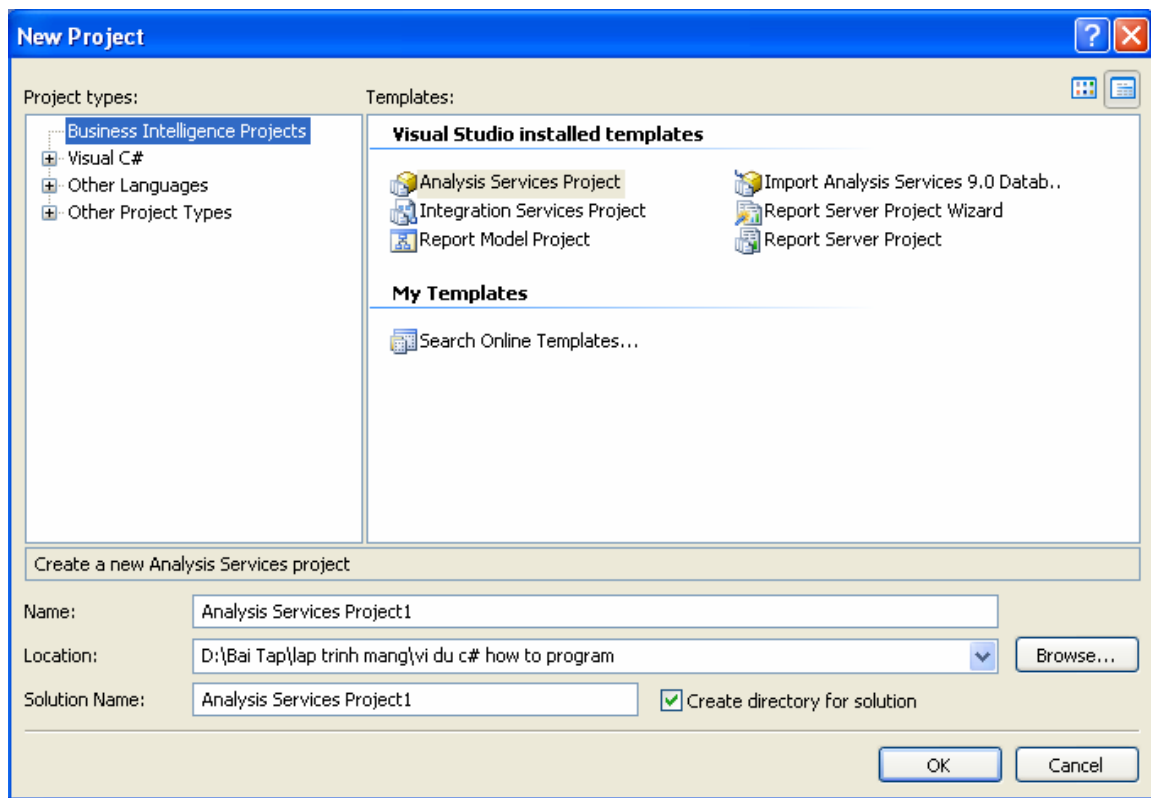 New Project
Project types:
Templates:
Business Intelligence Projects
Visual C#
Other Languages
Other Project Types
Visual Studio installed templates
Analysis Services Project
Import Analysis Services 9.0 Datab..
Integration Services Project
Report Server Project Wizard
Report Model Project
Report Server Project
My Templates
Search Online Templates...
Create a new Analysis Services project
Name:
Analysis Services Project1
Location:
D:\Bai Tap\lap trinh mang\vi du c# how to program
Browse...
Solution Name:
Analysis Services Project1
Create directory for solution
OK
Cancel